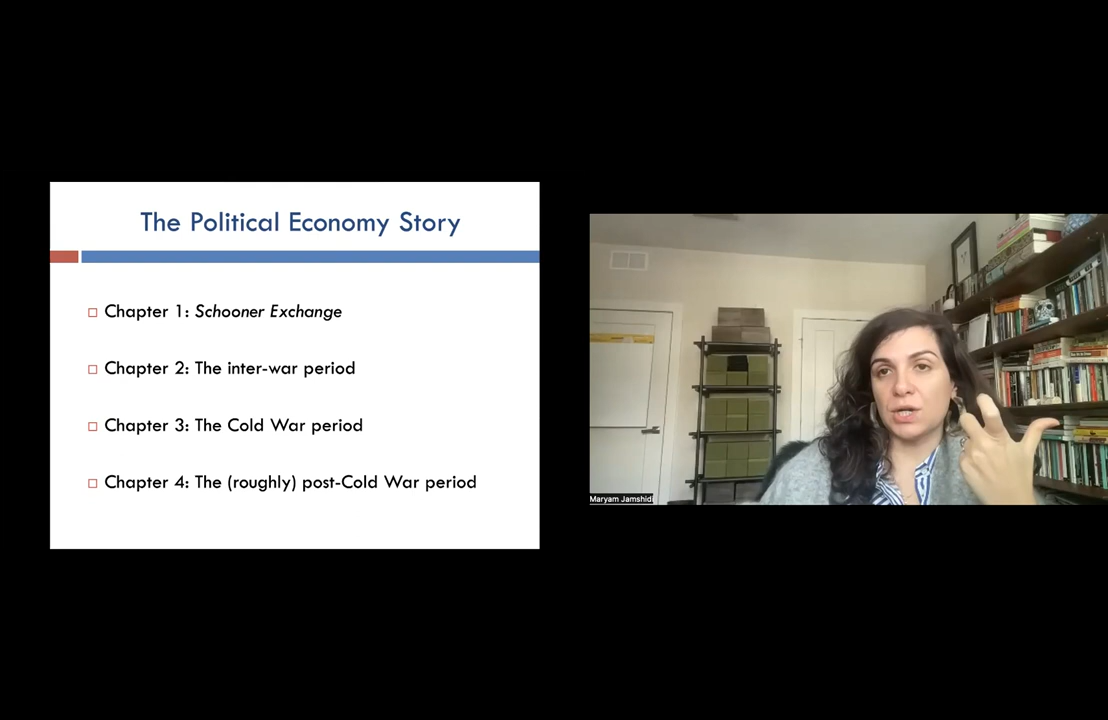 The Political Economy Story
Chapter 1: Schooner Exchange
Chapter 2: The inter-war period
Chapter 3: The Cold War period
Chapter 4: The (roughly) post-Cold War period
Maryam Jamshidi